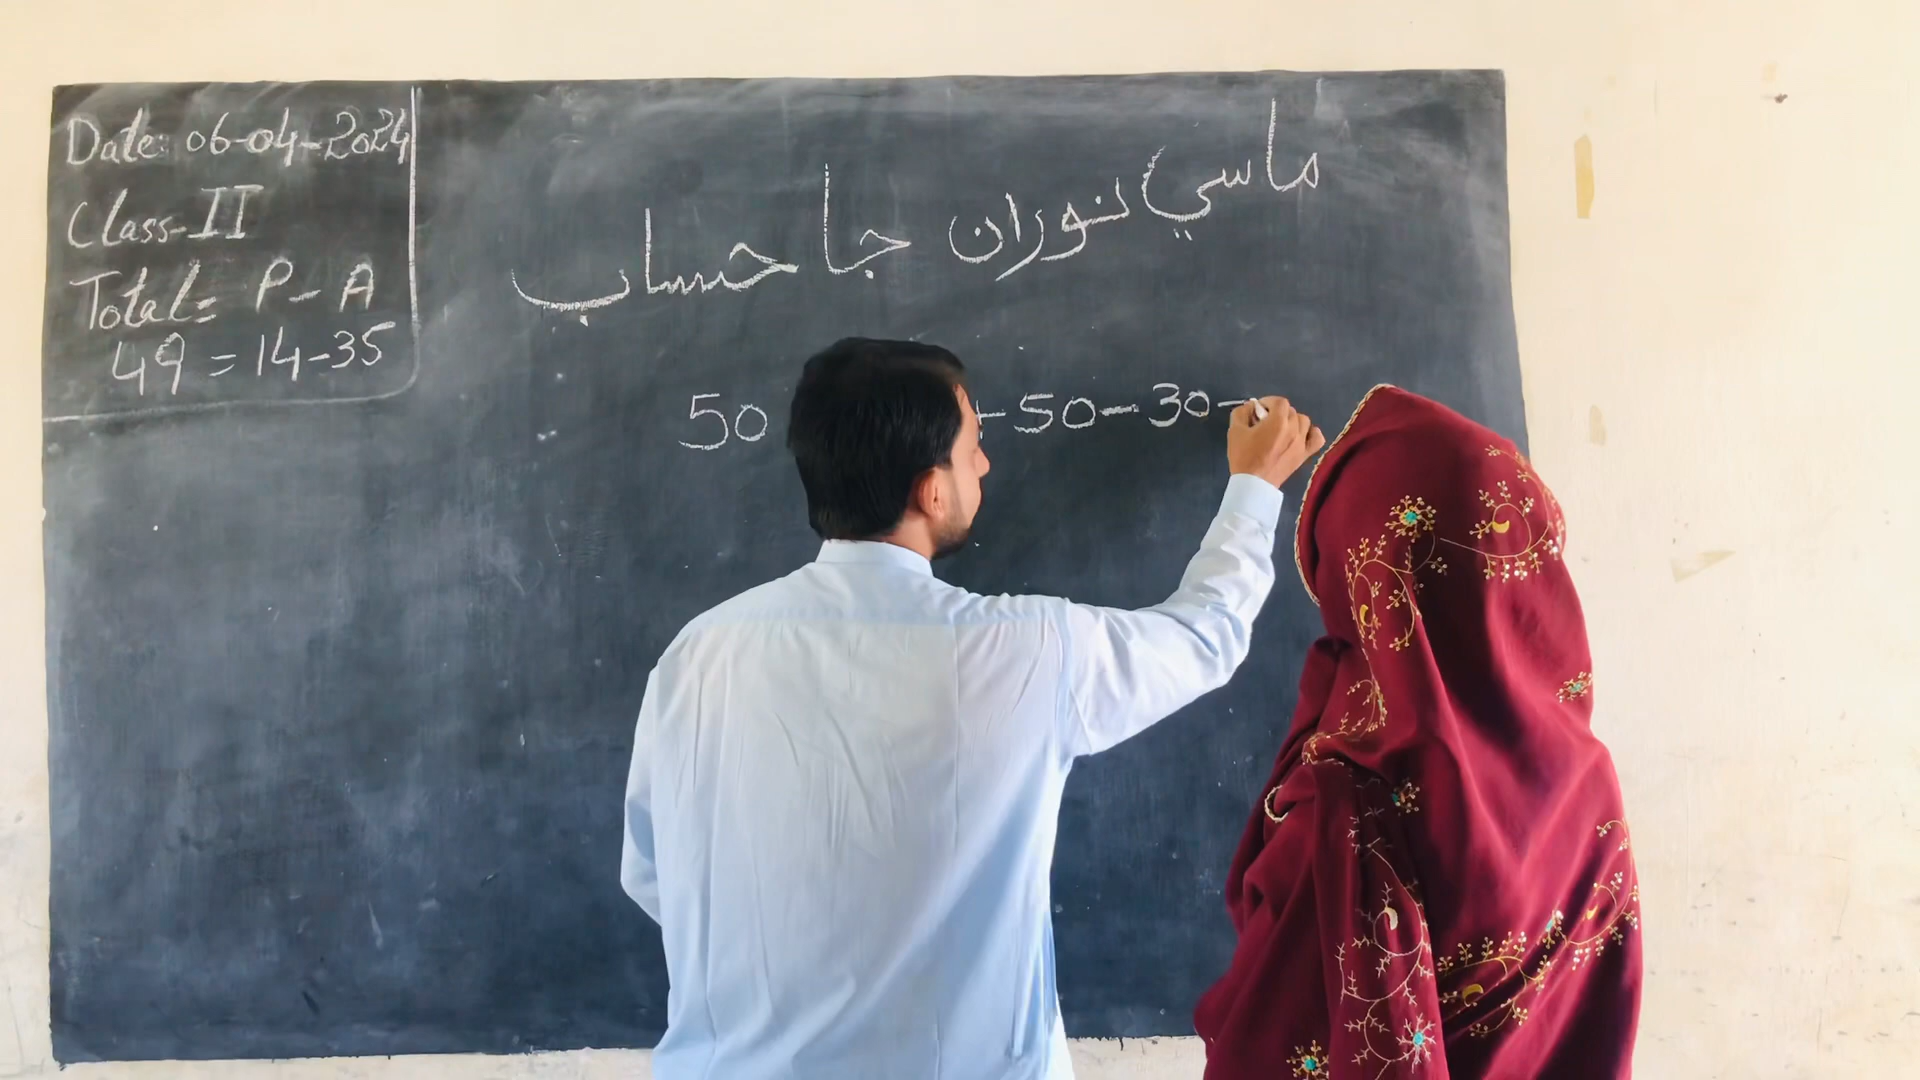 Date: 06-04-2024
Class-II
Total= P-A
49 = 14-35
ماسي نوران جا حساب
50 +50-30-